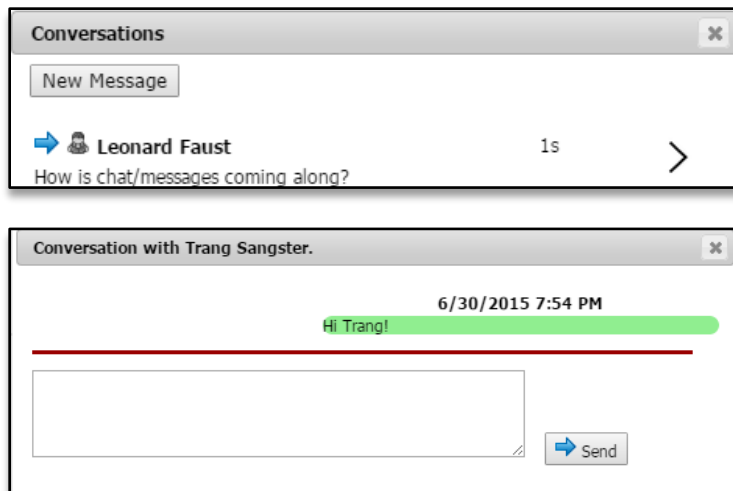 Conversations
New Message
Leonard Faust 1s
How is chat/messages coming along?
Conversation with Trang Sangster.
6/30/2015 7:54 PM
Hi Trang!
Send